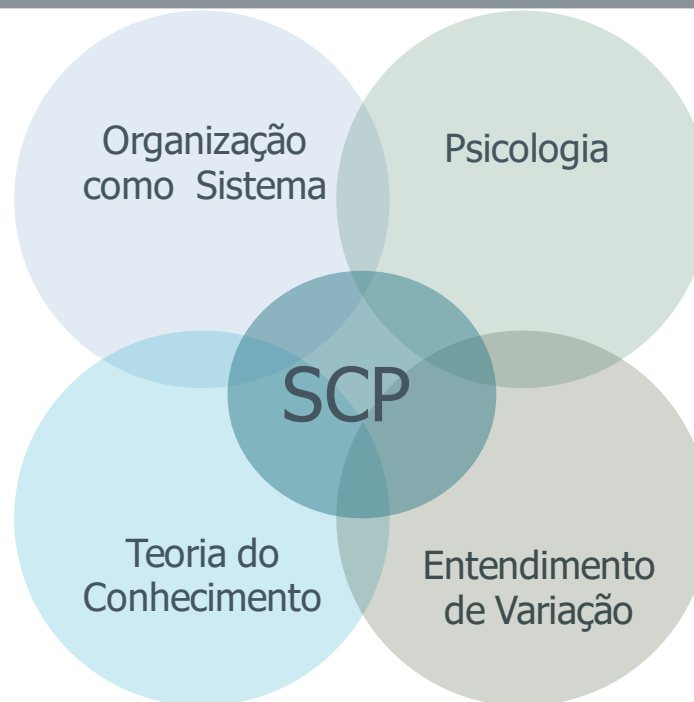 Organização
como Sistema
Psicologia
SCP
Teoria do
Conhecimento
Entendimento
de Variação